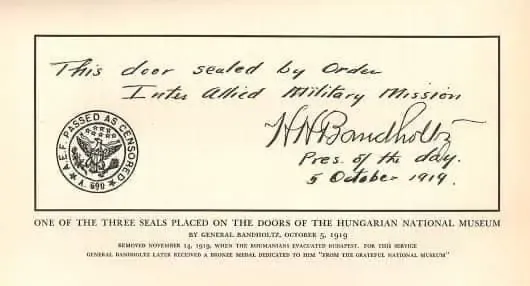 This door sealed by Order
Inter Allied Military Mission
HHBandholtz
Pres. of the day.
5 October 1919.
A.E.F. PASSED AS CENSORED
A. 690
ONE OF THE THREE SEALS PLACED ON THE DOORS OF THE HUNGARIAN NATIONAL MUSEUM
BY GENERAL BANDHOLTZ, OCTOBER 5, 1919
REMOVED NOVEMBER 14, 1919, WHEN THE ROUMANIANS EVACUATED BUDAPEST. FOR THIS SERVICE
GENERAL BANDHOLTZ LATER RECEIVED A BRONZE MEDAL DEDICATED TO HIM "FROM THE GRATEFUL NATIONAL MUSEUM"